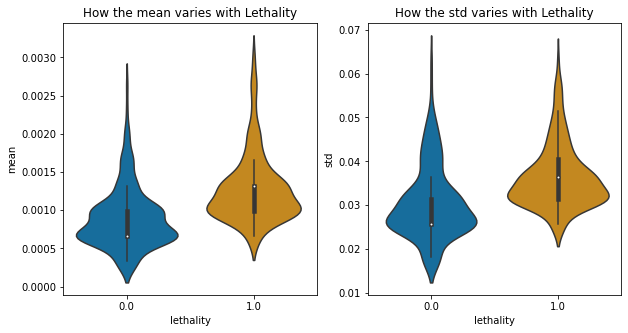 How the mean varies with Lethality
mean
0.0030
0.0025
0.0020
0.0015
0.0010
0.0005
0.0000
0.0 1.0
lethality
How the std varies with Lethality
std
0.07
0.06
0.05
0.04
0.03
0.02
0.01
0.0 1.0
lethality